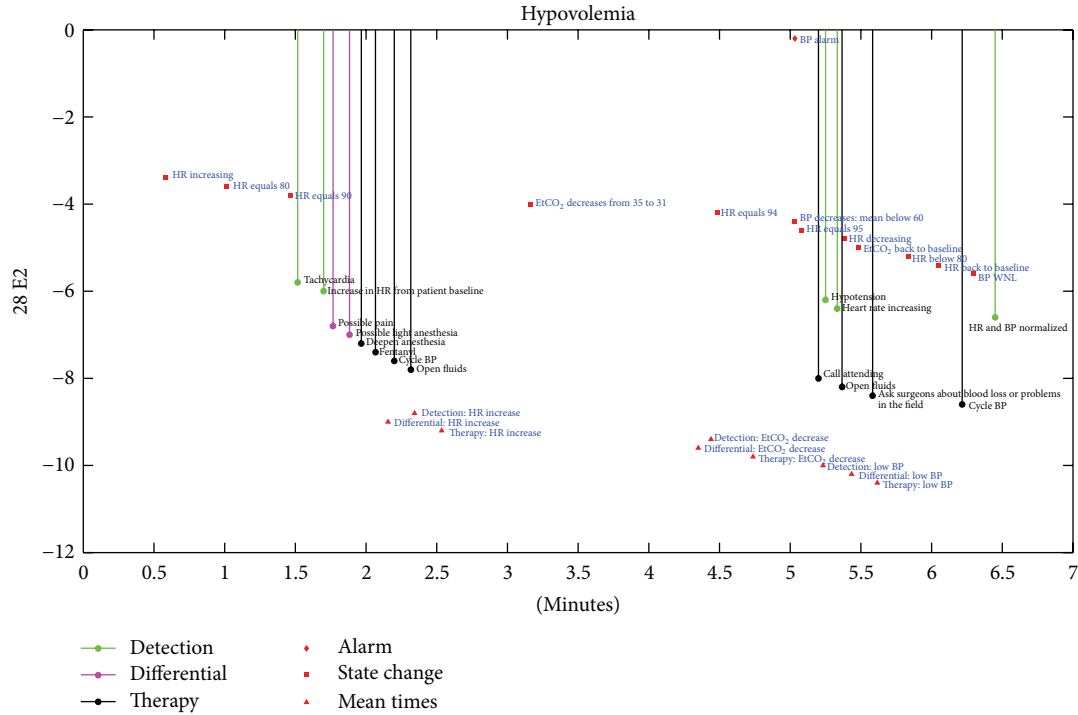 Hypovolemia
0
−2
−4
−6
−8
−10
−12
28 E2
BP alarm
HR increasing
HR equals 80
HR equals 90
EtCO₂ decreases from 35 to 31
HR equals 94
BP decreases: mean below 60
HR equals 95
HR decreasing
EtCO₂ back to baseline
HR below 80
HR back to baseline
BP WNL
Tachycardia
Increase in HR from patient baseline
Possible pain
Possible light anesthesia
Deepen anesthesia
Fentanyl
Cycle BP
Open fluids
Hypotension
Heart rate increasing
HR and BP normalized
Call attending
Open fluids
Ask surgeons about blood loss or problems
in the field
Cycle BP
Detection: HR increase
Differential: HR increase
Therapy: HR increase
Detection: EtCO₂ decrease
Differential: EtCO₂ decrease
Therapy: EtCO₂ decrease
Detection: low BP
Differential: low BP
Therapy: low BP
0 0.5 1 1.5 2 2.5 3 3.5 4 4.5 5 5.5 6 6.5 7
(Minutes)
Detection
Differential
Therapy
Alarm
State change
Mean times